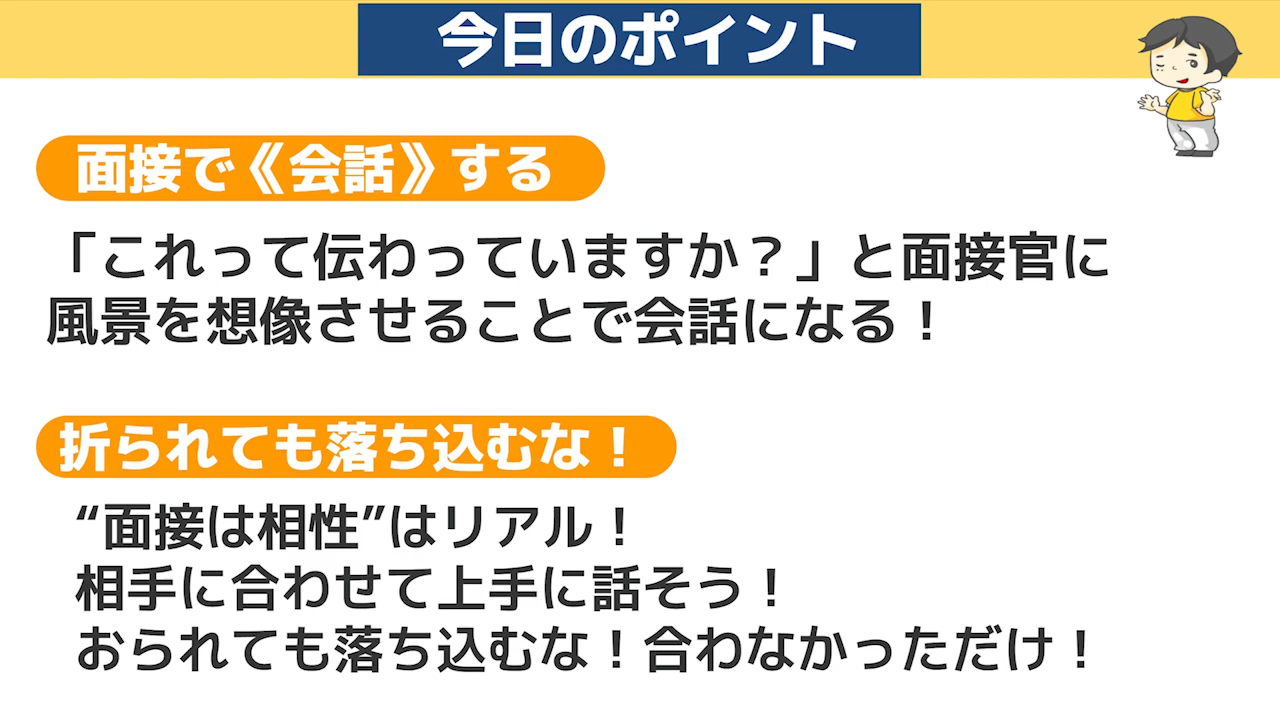 今日のポイント
面接で《会話》する
「これって伝わっていますか？」と面接官に
風景を想像させることで会話になる！
折られても落ち込むな！
“面接は相性”はリアル！
相手に合わせて上手に話そう！
おられても落ち込むな！合わなかっただけ！